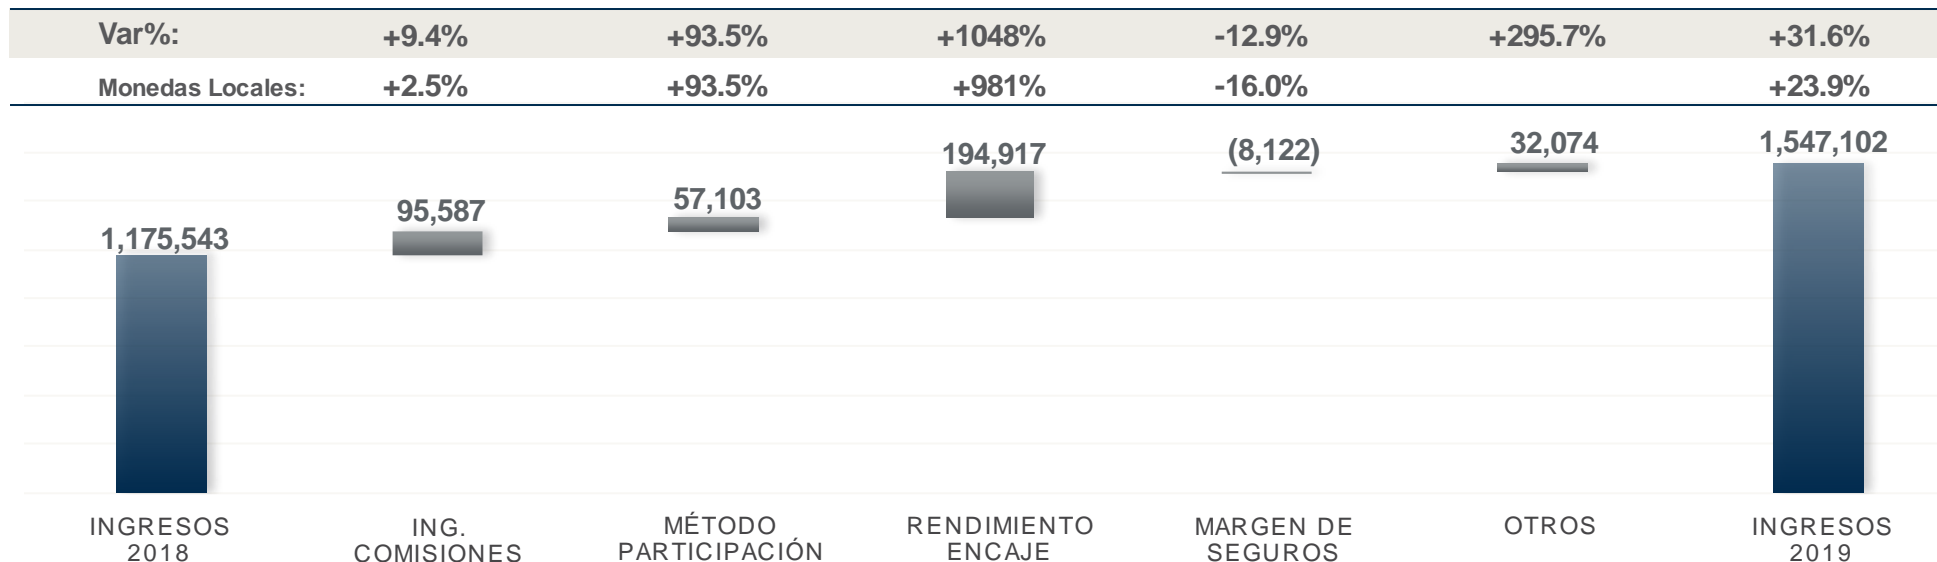 Var%: +9.4% +93.5% +1048% -12.9% +295.7% +31.6%
Monedas Locales: +2.5% +93.5% +981% -16.0% +23.9%
1,175,543
95,587
57,103
194,917
(8,122)
32,074
1,547,102
INGRESOS
2018
ING.
COMISIONES
MÉTODO
PARTICIPACIÓN
RENDIMIENTO
ENCAJE
MARGEN DE
SEGUROS
OTROS
INGRESOS
2019